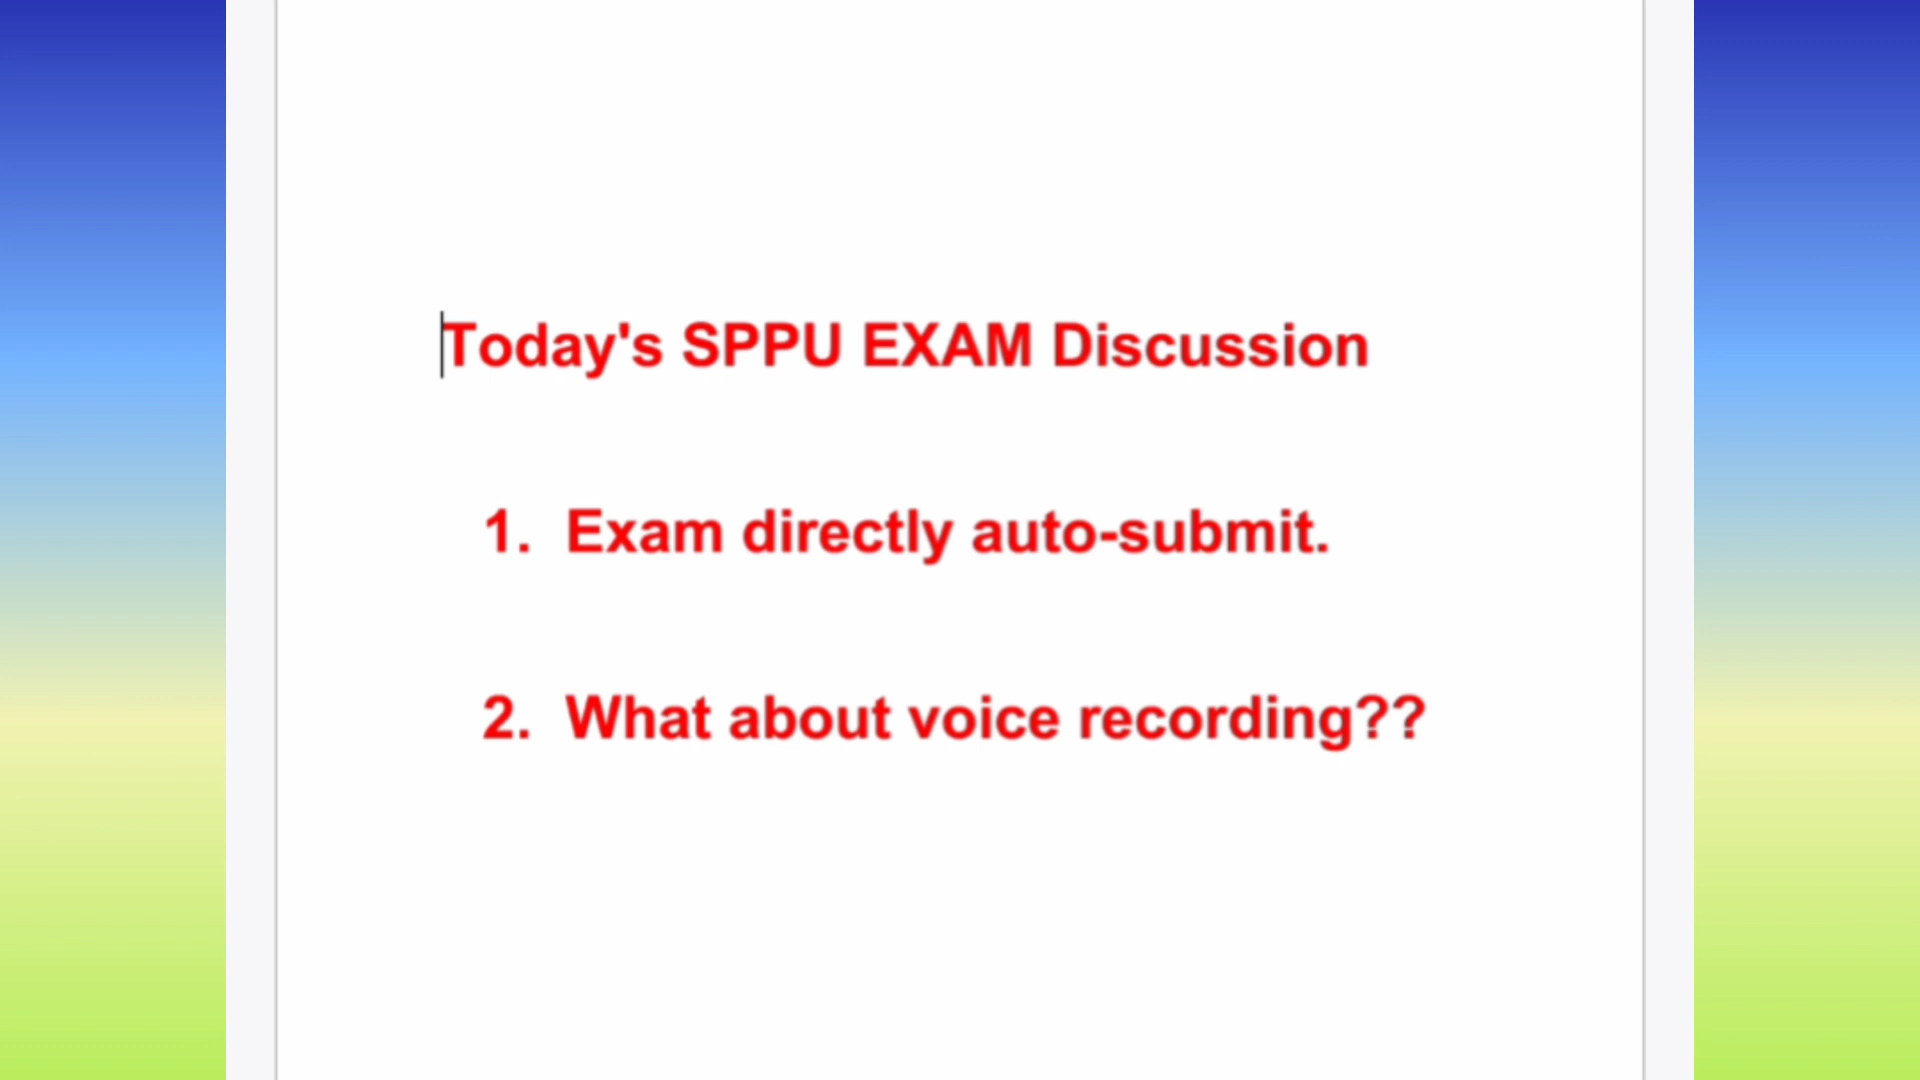 Today's SPPU EXAM Discussion
1. Exam directly auto-submit.
2. What about voice recording??